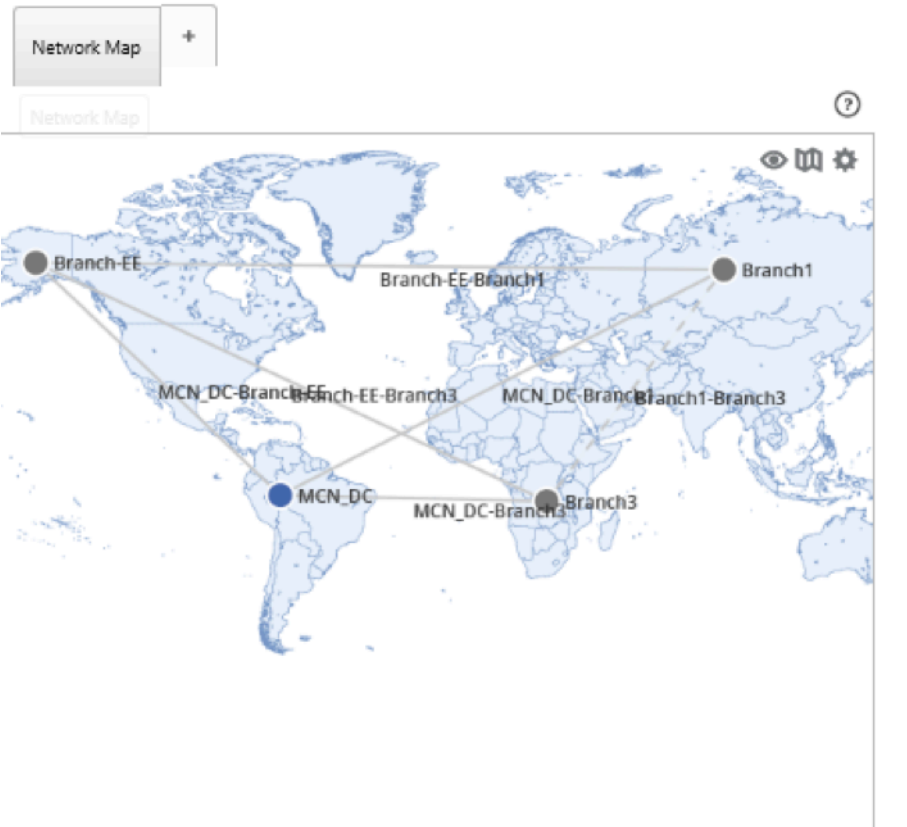 Network Map
+
Network Map
?
Branch-EE
Branch1
Branch-EE-Branch1
MCN_DC-Branch-EE
Branch-EE-Branch3
MCN_DC-Branch1
Branch1-Branch3
MCN_DC
Branch3
MCN_DC-Branch3